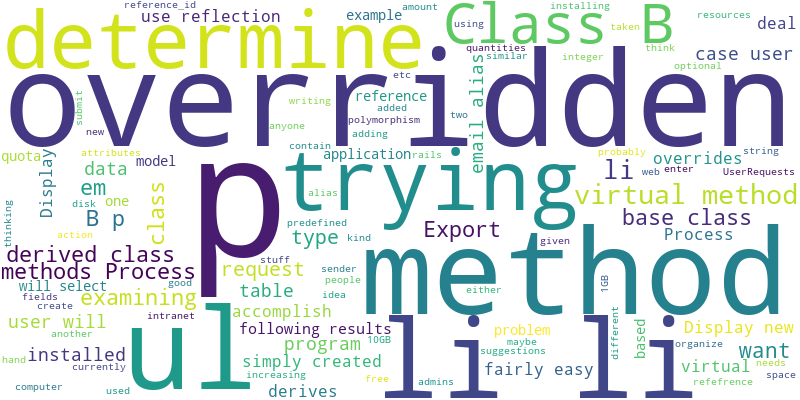 reference_id
amount
installing
use reflection
example
Class B
using
resources
deal
determine
quantities
taken
think
case user
overridden
etc
similar
integer
optional
submit
writing
reference
added
two
email alias
new
anyone
polymorphism
adding
contain
string
quota
attributes
application
rails
probably
overrides
Display
model
p
trying
li
web
enter
UserRequests
data
disk
em
one
alias
virtual method
thinking
B p
class
predefined
base class
action
type
kind
Export
method
given
Process
derived class
good
stuff
sender
people
methods Process
request
1GB
will select
table
idea
either
different
needs
space
fields
create
examining
another
intranet
ul
accomplish
user will
following results
li li
problem
Display new
hand
installed
program
10GB
maybe
suggestions
based
organize
want
currently
simply created
fairly easy
virtual
refefrence
computer
used
increasing
free
admins
derives